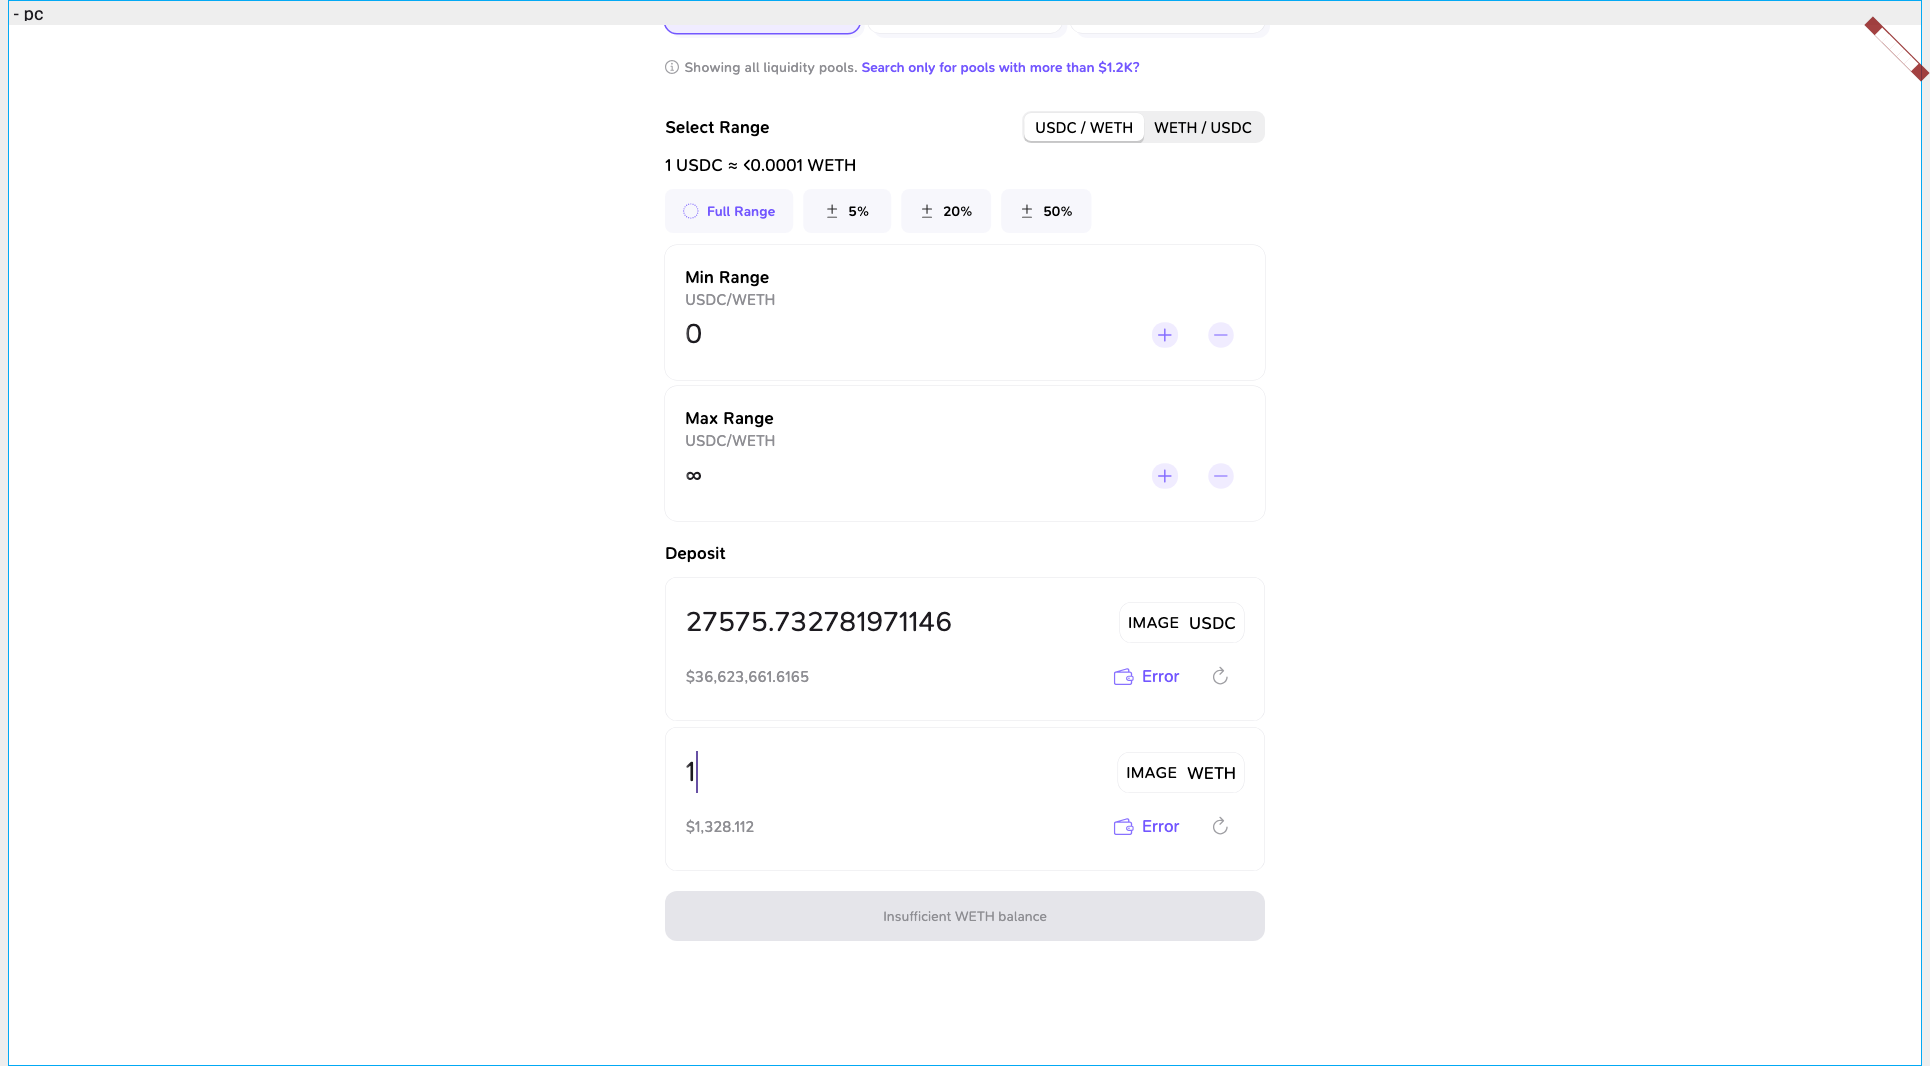 - pc
Showing all liquidity pools. Search only for pools with more than $1.2K?
Select Range
USDC / WETH
WETH / USDC
1 USDC ≈ <0.0001 WETH
Full Range
± 5%
± 20%
± 50%
Min Range
USDC/WETH
0
Max Range
USDC/WETH
∞
Deposit
27575.732781971146
IMAGE USDC
$36,623,661.6165
Error
1
IMAGE WETH
$1,328.112
Error
Insufficient WETH balance